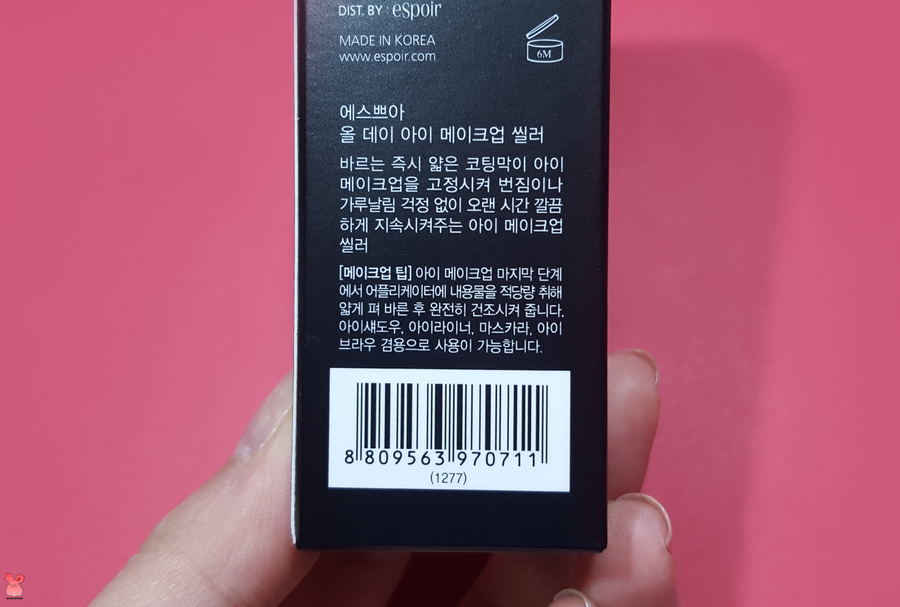 DIST. BY : eSpoir
MADE IN KOREA
www.espoir.com
6M
에스쁘아
올 데이 아이 메이크업 씰러
바르는 즉시 얇은 코팅막이 아이
메이크업을 고정시켜 번짐이나
가루날림 걱정 없이 오랜 시간 깔끔
하게 지속시켜주는 아이 메이크업
씰러
[메이크업 팁] 아이 메이크업 마지막 단계
에서 어플리케이터에 내용물을 적당량 취해
얇게 펴 바른 후 완전히 건조시켜 줍니다.
아이섀도우, 아이라이너, 마스카라, 아이
브라우 겸용으로 사용이 가능합니다.
8 809563 970711
(1277)